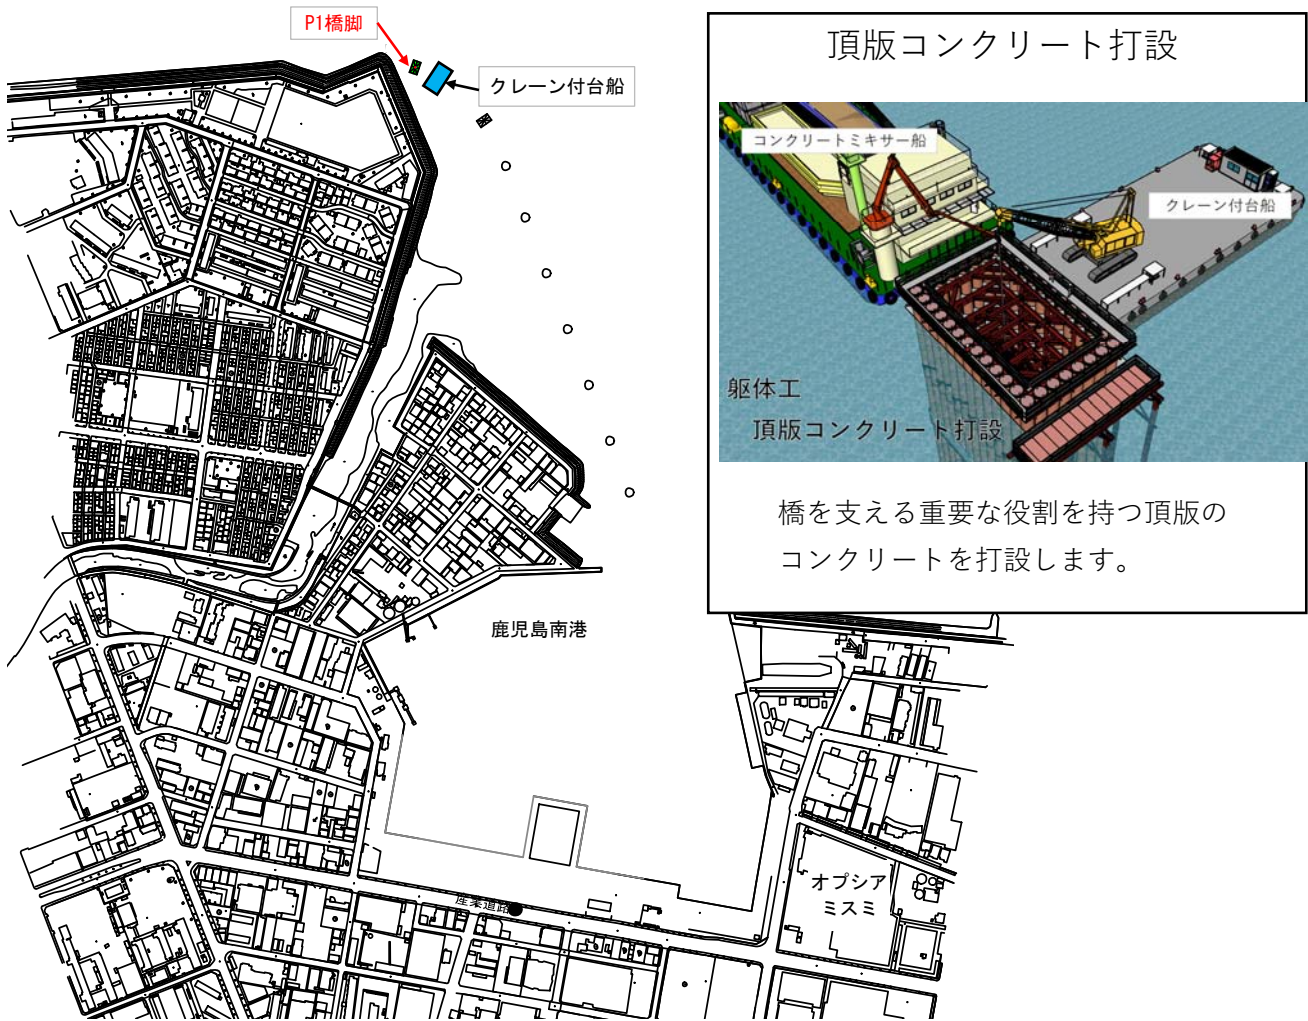 P1橋脚
クレーン付台船
頂版コンクリート打設
コンクリートミキサー船
クレーン付台船
躯体工
頂版コンクリート打設
橋を支える重要な役割を持つ頂版の
コンクリートを打設します。
鹿児島南港
オプシア
ミスミ
産業道路